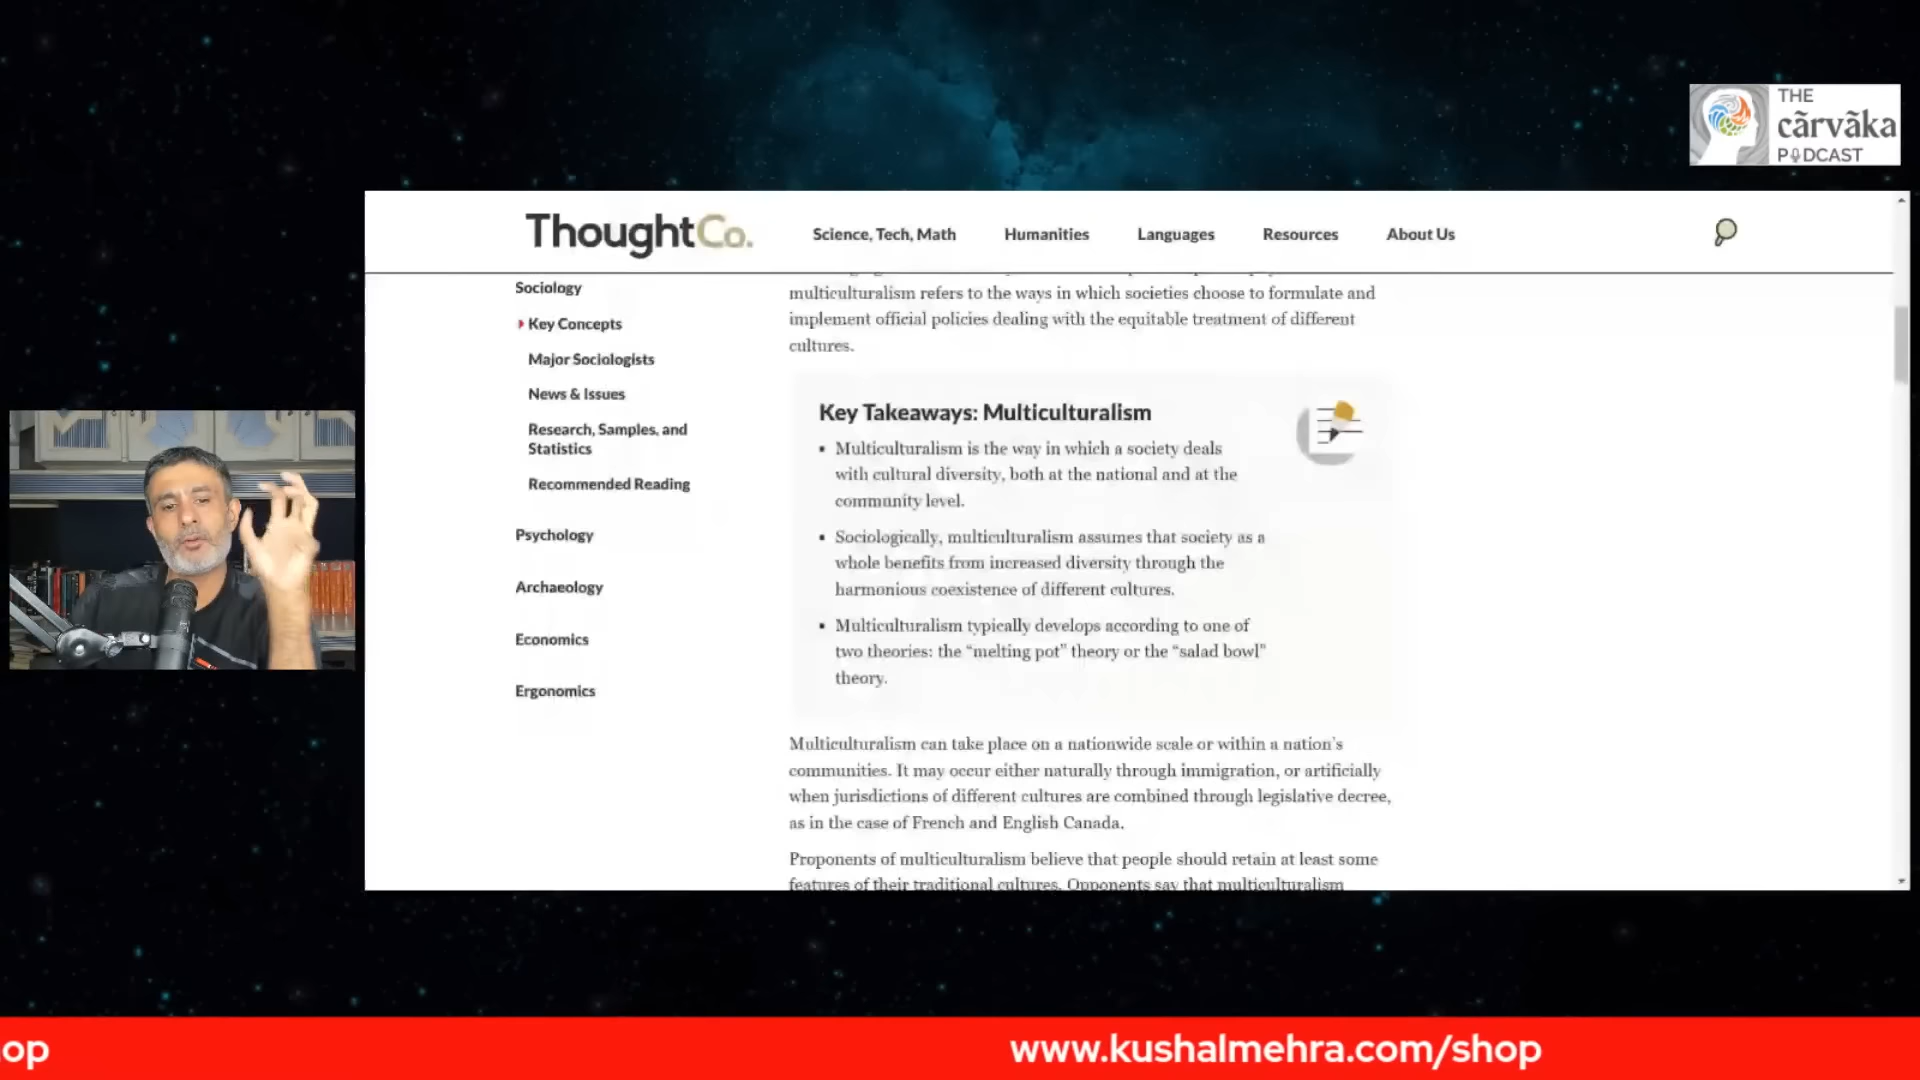 THE
cārvāka
PODCAST
ThoughtCo.
Science, Tech, Math
Humanities
Languages
Resources
About Us
Sociology
Key Concepts
Major Sociologists
News & Issues
Research, Samples, and
Statistics
Recommended Reading
Psychology
Archaeology
Economics
Ergonomics
multiculturalism refers to the ways in which societies choose to formulate and
implement official policies dealing with the equitable treatment of different
cultures.
Key Takeaways: Multiculturalism
• Multiculturalism is the way in which a society deals
with cultural diversity, both at the national and at the
community level.
• Sociologically, multiculturalism assumes that society as a
whole benefits from increased diversity through the
harmonious coexistence of different cultures.
• Multiculturalism typically develops according to one of
two theories: the “melting pot” theory or the “salad bowl”
theory.
Multiculturalism can take place on a nationwide scale or within a nation’s
communities. It may occur either naturally through immigration, or artificially
when jurisdictions of different cultures are combined through legislative decree,
as in the case of French and English Canada.
Proponents of multiculturalism believe that people should retain at least some
features of their traditional cultures. Opponents say that multiculturalism
op
www.kushalmehra.com/shop